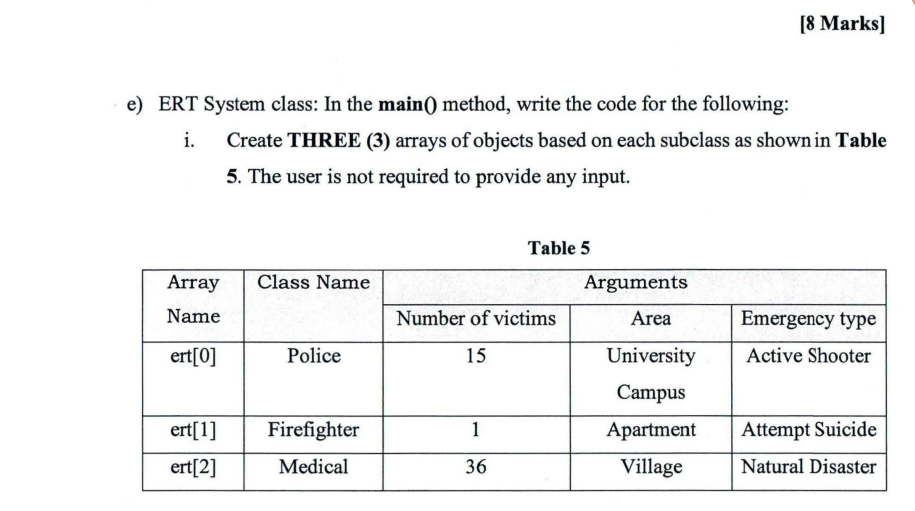 [8 Marks]
e) ERT System class: In the main() method, write the code for the following:
i. Create THREE (3) arrays of objects based on each subclass as shown in Table
5. The user is not required to provide any input.
Table 5
Array Name | Class Name | Arguments
Number of victims | Area | Emergency type
ert[0] | Police | 15 | University Campus | Active Shooter
ert[1] | Firefighter | 1 | Apartment | Attempt Suicide
ert[2] | Medical | 36 | Village | Natural Disaster